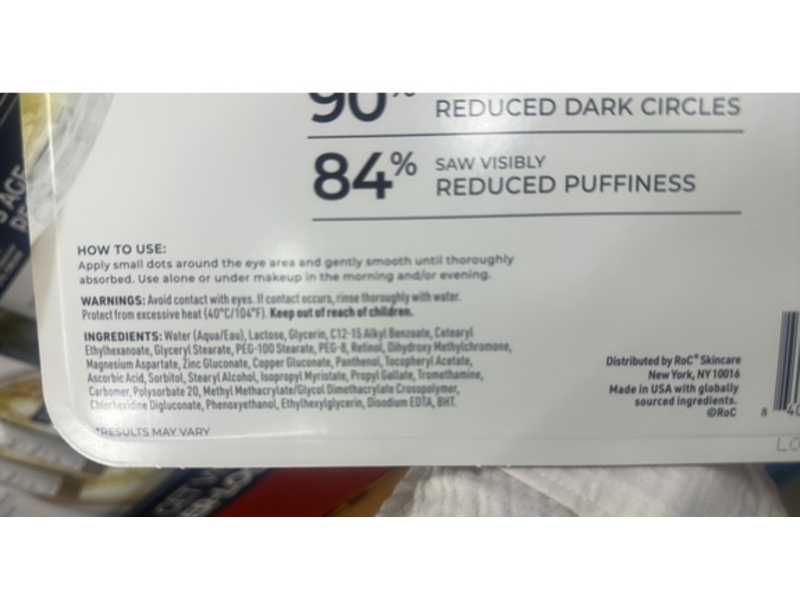 90%
REDUCED DARK CIRCLES
84%
SAW VISIBLY
REDUCED PUFFINESS
HOW TO USE:
Apply small dots around the eye area and gently smooth until thoroughly
absorbed. Use alone or under makeup in the morning and/or evening.
WARNINGS: Avoid contact with eyes. If contact occurs, rinse thoroughly with water.
Protect from excessive heat (40°C/104°F). Keep out of reach of children.
INGREDIENTS: Water (Aqua/Eau), Lactose, Glycerin, C12-15 Alkyl Benzoate, Cetearyl
Ethylhexanoate, Glyceryl Stearate, PEG-100 Stearate, PEG-8, Retinol, Dihydroxy Methylchromone,
Magnesium Aspartate, Zinc Gluconate, Copper Gluconate, Panthenol, Tocopheryl Acetate,
Ascorbic Acid, Sorbitol, Stearyl Alcohol, Isopropyl Myristate, Propyl Gallate, Tromethamine,
Carbomer, Polysorbate 20, Methyl Methacrylate/Glycol Dimethacrylate Crosspolymer,
Chlorhexidine Digluconate, Phenoxyethanol, Ethylhexylglycerin, Disodium EDTA, BHT.
*RESULTS MAY VARY
Distributed by RoC® Skincare
New York, NY 10016
Made in USA with globally
sourced ingredients.
©RoC
8
LO